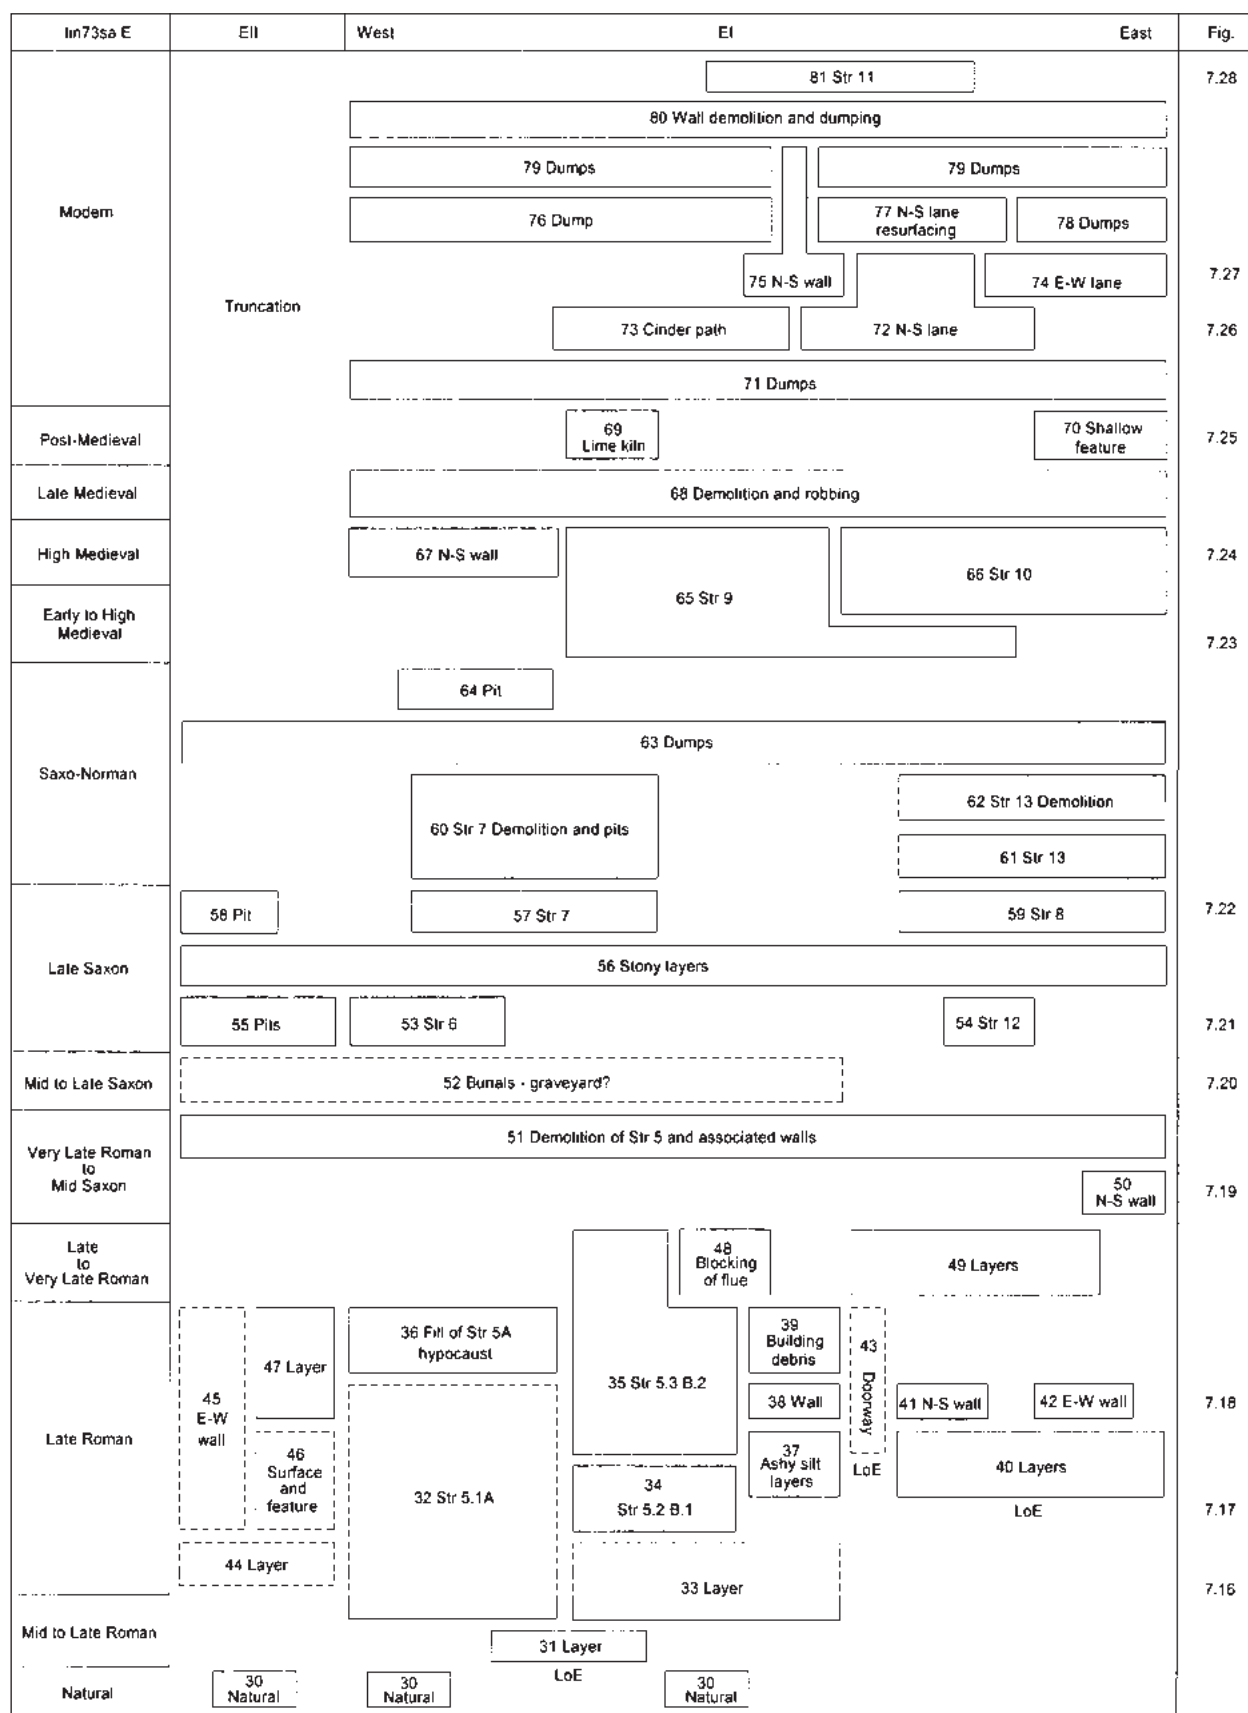 lin73sa E
EII
West
EI
East
Fig.
81 Str 11
7.28
80 Wall demolition and dumping
79 Dumps
79 Dumps
Modern
76 Dump
77 N-S lane
resurfacing
78 Dumps
75 N-S wall
74 E-W lane
7.27
Truncation
73 Cinder path
72 N-S lane
7.26
71 Dumps
Post-Medieval
69
Lime kiln
70 Shallow
feature
7.25
Late Medieval
68 Demolition and robbing
High Medieval
67 N-S wall
7.24
66 Str 10
65 Str 9
Early to High
Medieval
7.23
64 Pit
63 Dumps
Saxo-Norman
62 Str 13 Demolition
60 Str 7 Demolition and pits
61 Str 13
58 Pit
57 Str 7
59 Str 8
7.22
Late Saxon
56 Stony layers
55 Pits
53 Str 6
54 Str 12
7.21
Mid to Late Saxon
52 Burials - graveyard?
7.20
51 Demolition of Str 5 and associated walls
Very Late Roman
to
Mid Saxon
50
N-S wall
7.19
Late
to
Very Late Roman
48
Blocking
of flue
49 Layers
36 Fill of Str 5A
hypocaust
39
Building
debris
43
Doorway
LoE
47 Layer
35 Str 5.3 B.2
45
E-W
wall
38 Wall
41 N-S wall
42 E-W wall
7.18
Late Roman
46
Surface
and
feature
37
Ashy silt
layers
40 Layers
LoE
32 Str 5.1A
34
Str 5.2 B.1
7.17
44 Layer
33 Layer
7.16
Mid to Late Roman
31 Layer
LoE
Natural
30
Natural
30
Natural
30
Natural